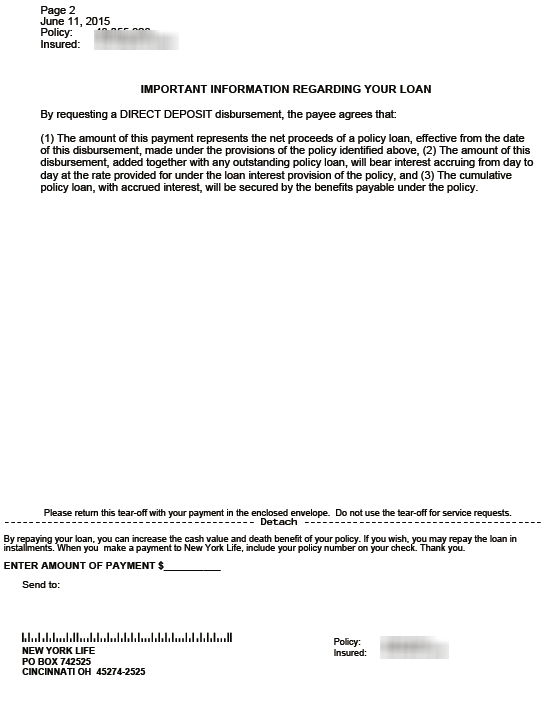 Page 2
June 11, 2015
Policy:
Insured:
IMPORTANT INFORMATION REGARDING YOUR LOAN
By requesting a DIRECT DEPOSIT disbursement, the payee agrees that:
(1) The amount of this payment represents the net proceeds of a policy loan, effective from the date
of this disbursement, made under the provisions of the policy identified above, (2) The amount of this
disbursement, added together with any outstanding policy loan, will bear interest accruing from day to
day at the rate provided for under the loan interest provision of the policy, and (3) The cumulative
policy loan, with accrued interest, will be secured by the benefits payable under the policy.
Please return this tear-off with your payment in the enclosed envelope. Do not use the tear-off for service requests.
Detach
By repaying your loan, you can increase the cash value and death benefit of your policy. If you wish, you may repay the loan in
installments. When you make a payment to New York Life, include your policy number on your check. Thank you.
ENTER AMOUNT OF PAYMENT $__________
Send to:
NEW YORK LIFE
PO BOX 742525
CINCINNATI OH 45274-2525
Policy:
Insured: